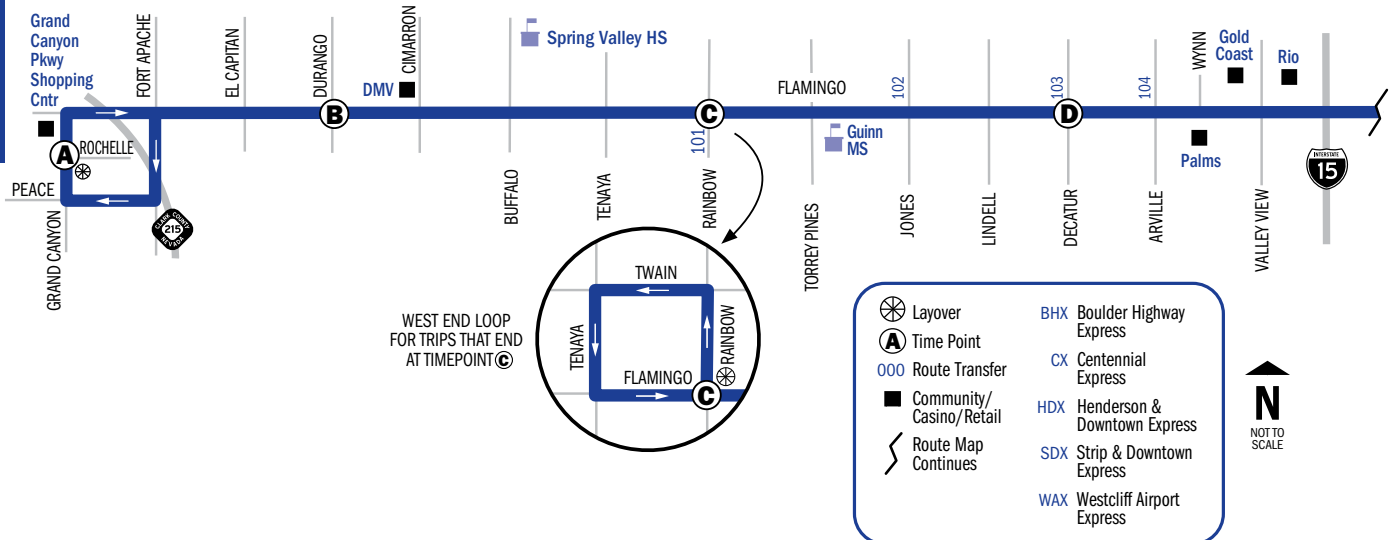 Grand
Canyon
Pkwy
Shopping
Cntr
FORT APACHE
EL CAPITAN
DURANGO
CIMARRON
DMV
Spring Valley HS
FLAMINGO
102
103
104
WYNN
Gold
Coast
Rio
A
ROCHELLE
B
C
101
D
Guinn
MS
Palms
INTERSTATE
15
PEACE
GRAND CANYON
CLARK COUNTY
215
NEVADA
BUFFALO
TENAYA
RAINBOW
TORREY PINES
JONES
LINDELL
DECATUR
ARVILLE
VALLEY VIEW
WEST END LOOP
FOR TRIPS THAT END
AT TIMEPOINT C
TWAIN
TENAYA
RAINBOW
FLAMINGO
C
Layover
A Time Point
000 Route Transfer
Community/
Casino/Retail
Route Map
Continues
BHX Boulder Highway
Express
CX Centennial
Express
HDX Henderson &
Downtown Express
SDX Strip & Downtown
Express
WAX Westcliff Airport
Express
N
NOT TO
SCALE